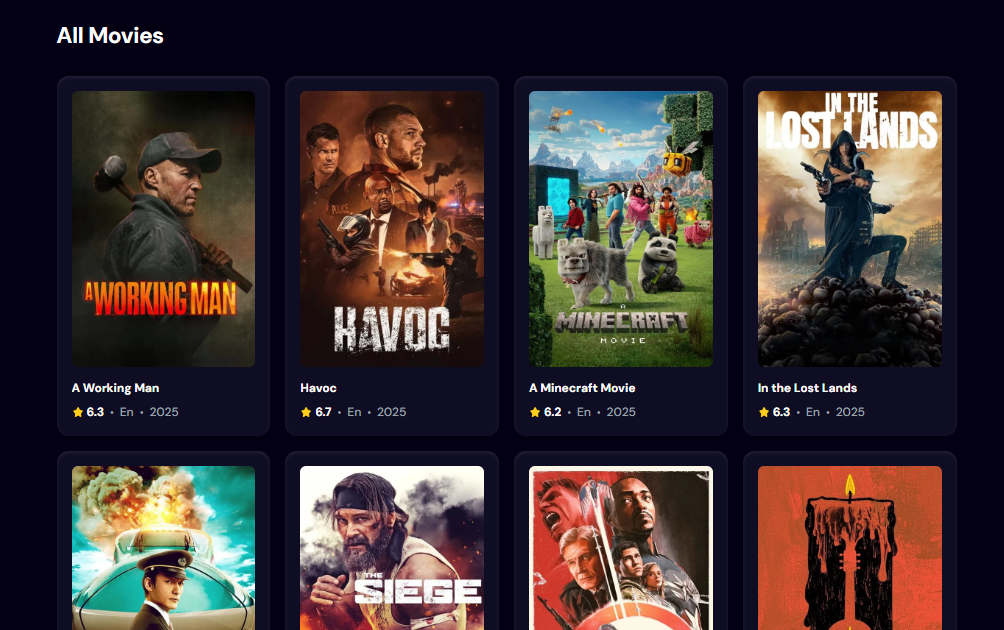 All Movies
A WORKING MAN
HAVOC
A
MINECRAFT
MOVIE
IN THE
LOST LANDS
A Working Man
6.3 • En • 2025
Havoc
6.7 • En • 2025
A Minecraft Movie
6.2 • En • 2025
In the Lost Lands
6.3 • En • 2025
THE
SIEGE